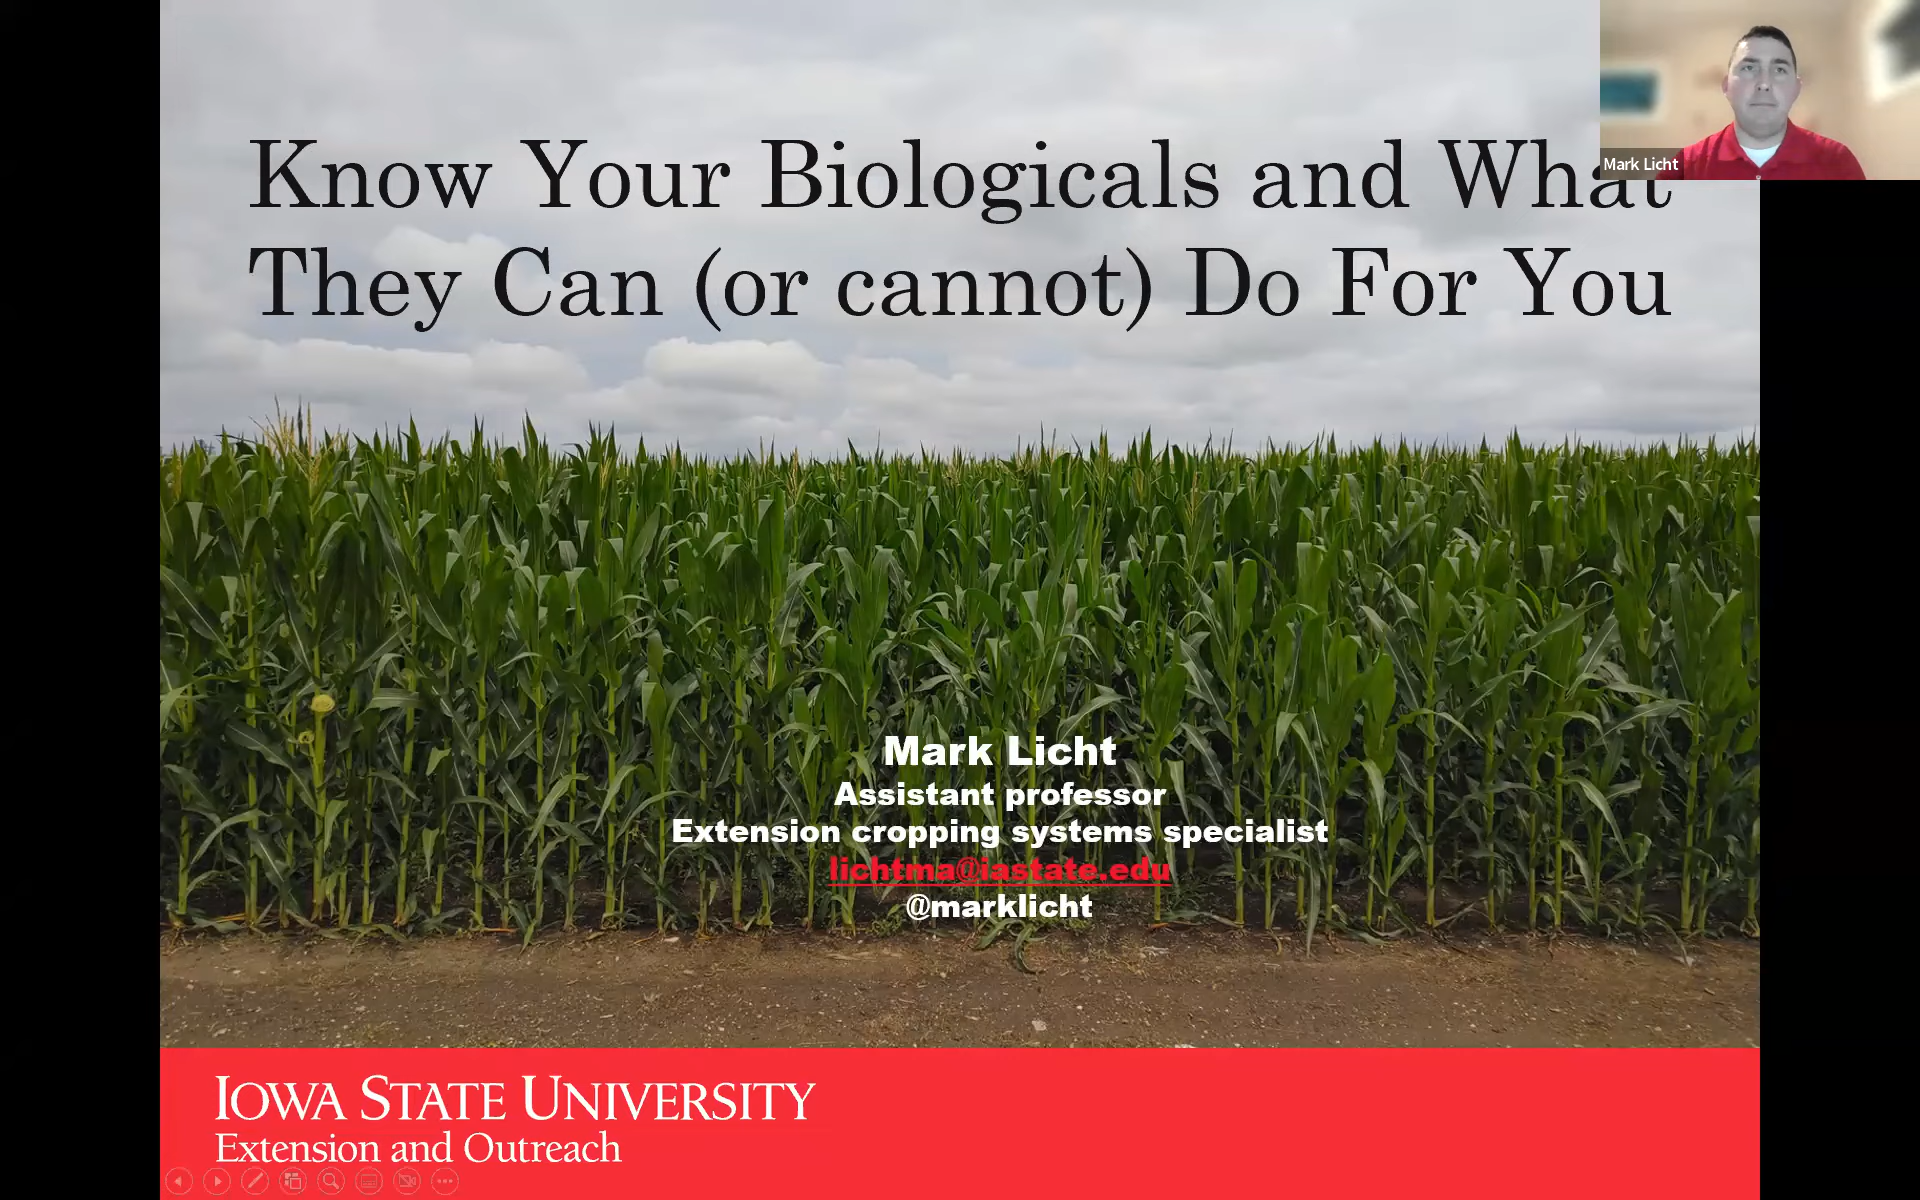 Know Your Biologicals and What
They Can (or cannot) Do For You
Mark Licht
Mark Licht
Assistant professor
Extension cropping systems specialist
lichtma@iastate.edu
@marklicht
IOWA STATE UNIVERSITY
Extension and Outreach